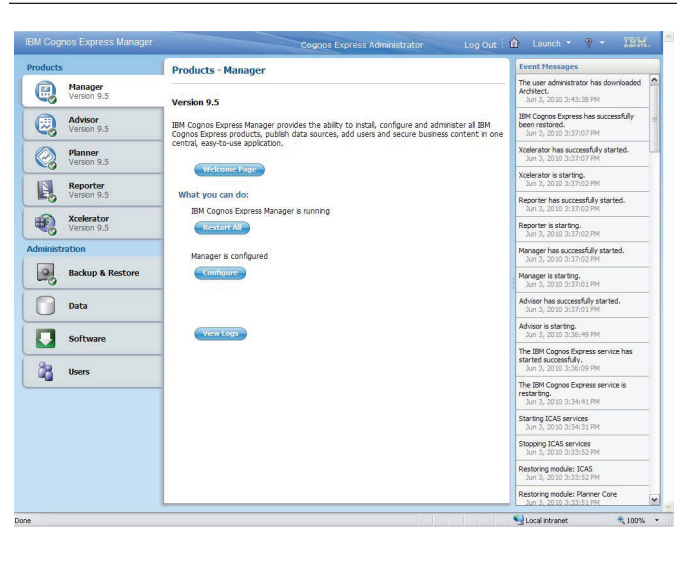 IBM Cognos Express Manager
Cognos Express Administrator
Log Out
Launch
?
IBM.
Products
Manager
Version 9.5
Advisor
Version 9.5
Planner
Version 9.5
Reporter
Version 9.5
Xcelerator
Version 9.5
Administration
Backup & Restore
Data
Software
Users
Products - Manager
Version 9.5
IBM Cognos Express Manager provides the ability to install, configure and administer all IBM
Cognos Express products, publish data sources, add users and secure business content in one
central, easy-to-use application.
Welcome Page
What you can do:
IBM Cognos Express Manager is running
Restart All
Manager is configured
Configure
View Logs
Event Messages
The user administrator has downloaded
Architect.
Jun 3, 2010 3:43:38 PM
IBM Cognos Express has successfully
been restored.
Jun 3, 2010 3:37:07 PM
Xcelerator has successfully started.
Jun 3, 2010 3:37:07 PM
Xcelerator is starting.
Jun 3, 2010 3:37:02 PM
Reporter has successfully started.
Jun 3, 2010 3:37:02 PM
Reporter is starting.
Jun 3, 2010 3:37:02 PM
Manager has successfully started.
Jun 3, 2010 3:37:02 PM
Manager is starting.
Jun 3, 2010 3:37:01 PM
Advisor has successfully started.
Jun 3, 2010 3:37:01 PM
Advisor is starting.
Jun 3, 2010 3:36:49 PM
The IBM Cognos Express service has
started successfully.
Jun 3, 2010 3:36:09 PM
The IBM Cognos Express service is
restarting.
Jun 3, 2010 3:34:41 PM
Starting ICAS services
Jun 3, 2010 3:34:31 PM
Stopping ICAS services
Jun 3, 2010 3:33:52 PM
Restoring module: ICAS
Jun 3, 2010 3:33:52 PM
Restoring module: Planner Core
Jun 3, 2010 3:33:51 PM
Done
Local intranet
100%